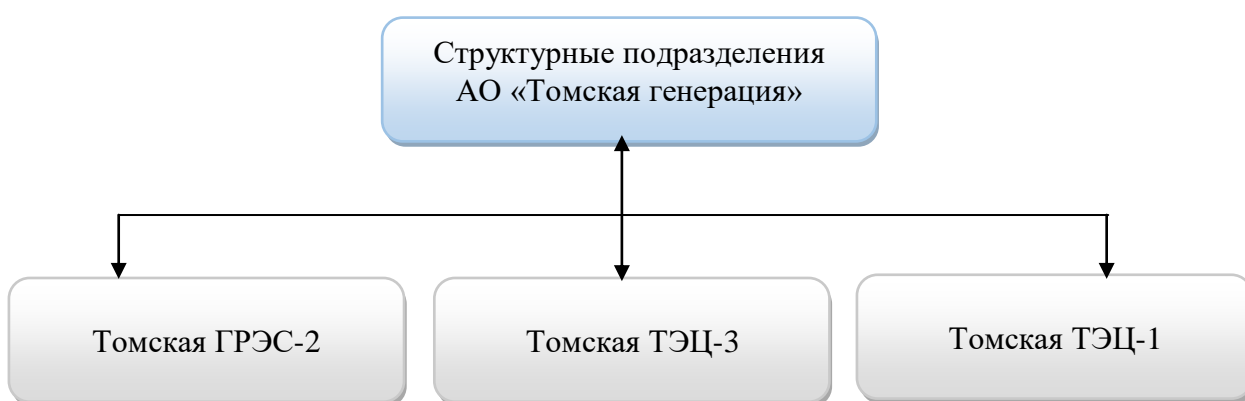 Структурные подразделения
АО «Томская генерация»
Томская ГРЭС-2
Томская ТЭЦ-3
Томская ТЭЦ-1